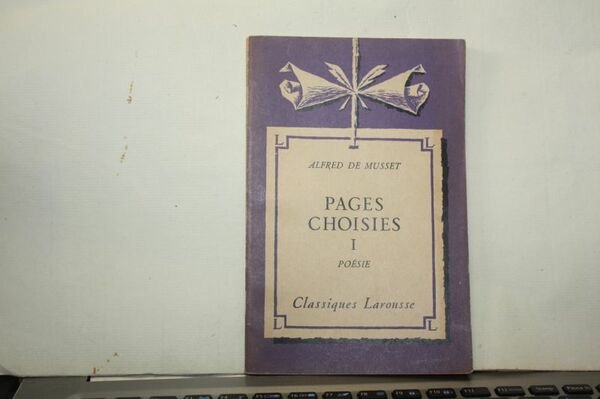 L L
ALFRED DE MUSSET
PAGES
CHOISIES
I
POÉSIE
Classiques Larousse
L L